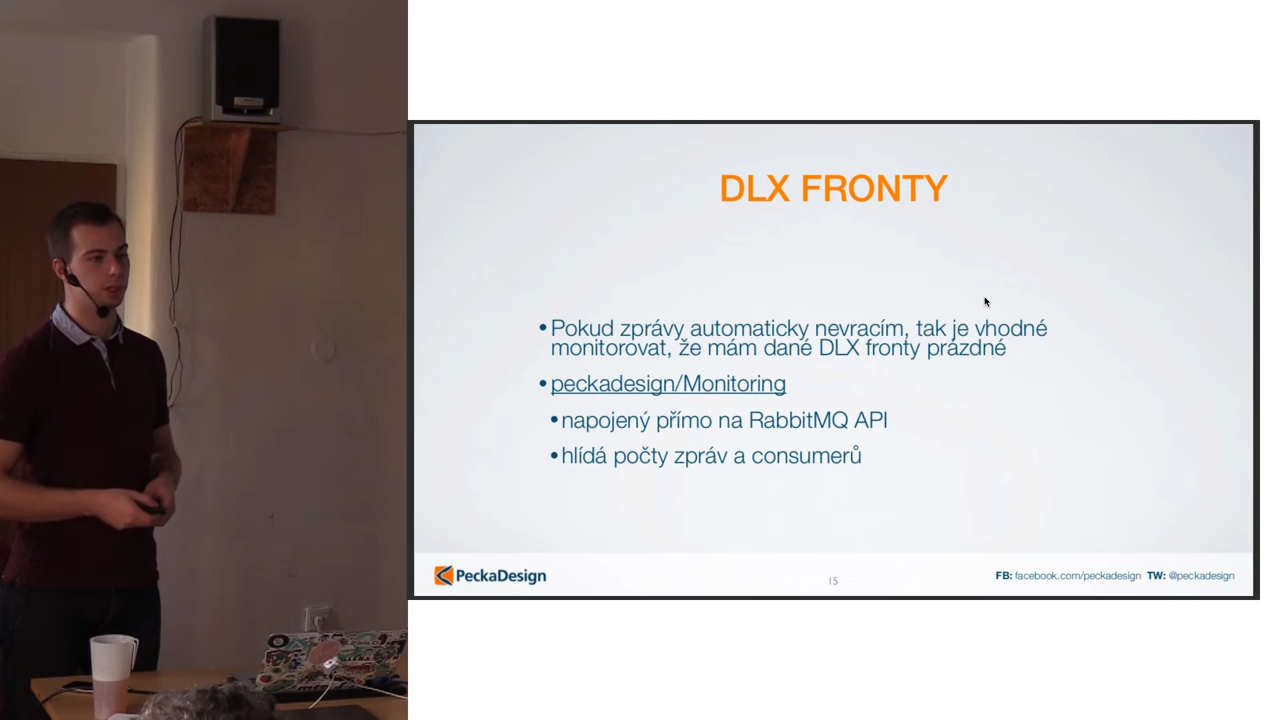 DLX FRONTY
•Pokud zprávy automaticky nevracím, tak je vhodné
monitorovat, že mám dané DLX fronty prázdné
•peckadesign/Monitoring
•napojený přímo na RabbitMQ API
•hlídá počty zpráv a consumerů
PeckaDesign
15
FB: facebook.com/peckadesign TW: @peckadesign